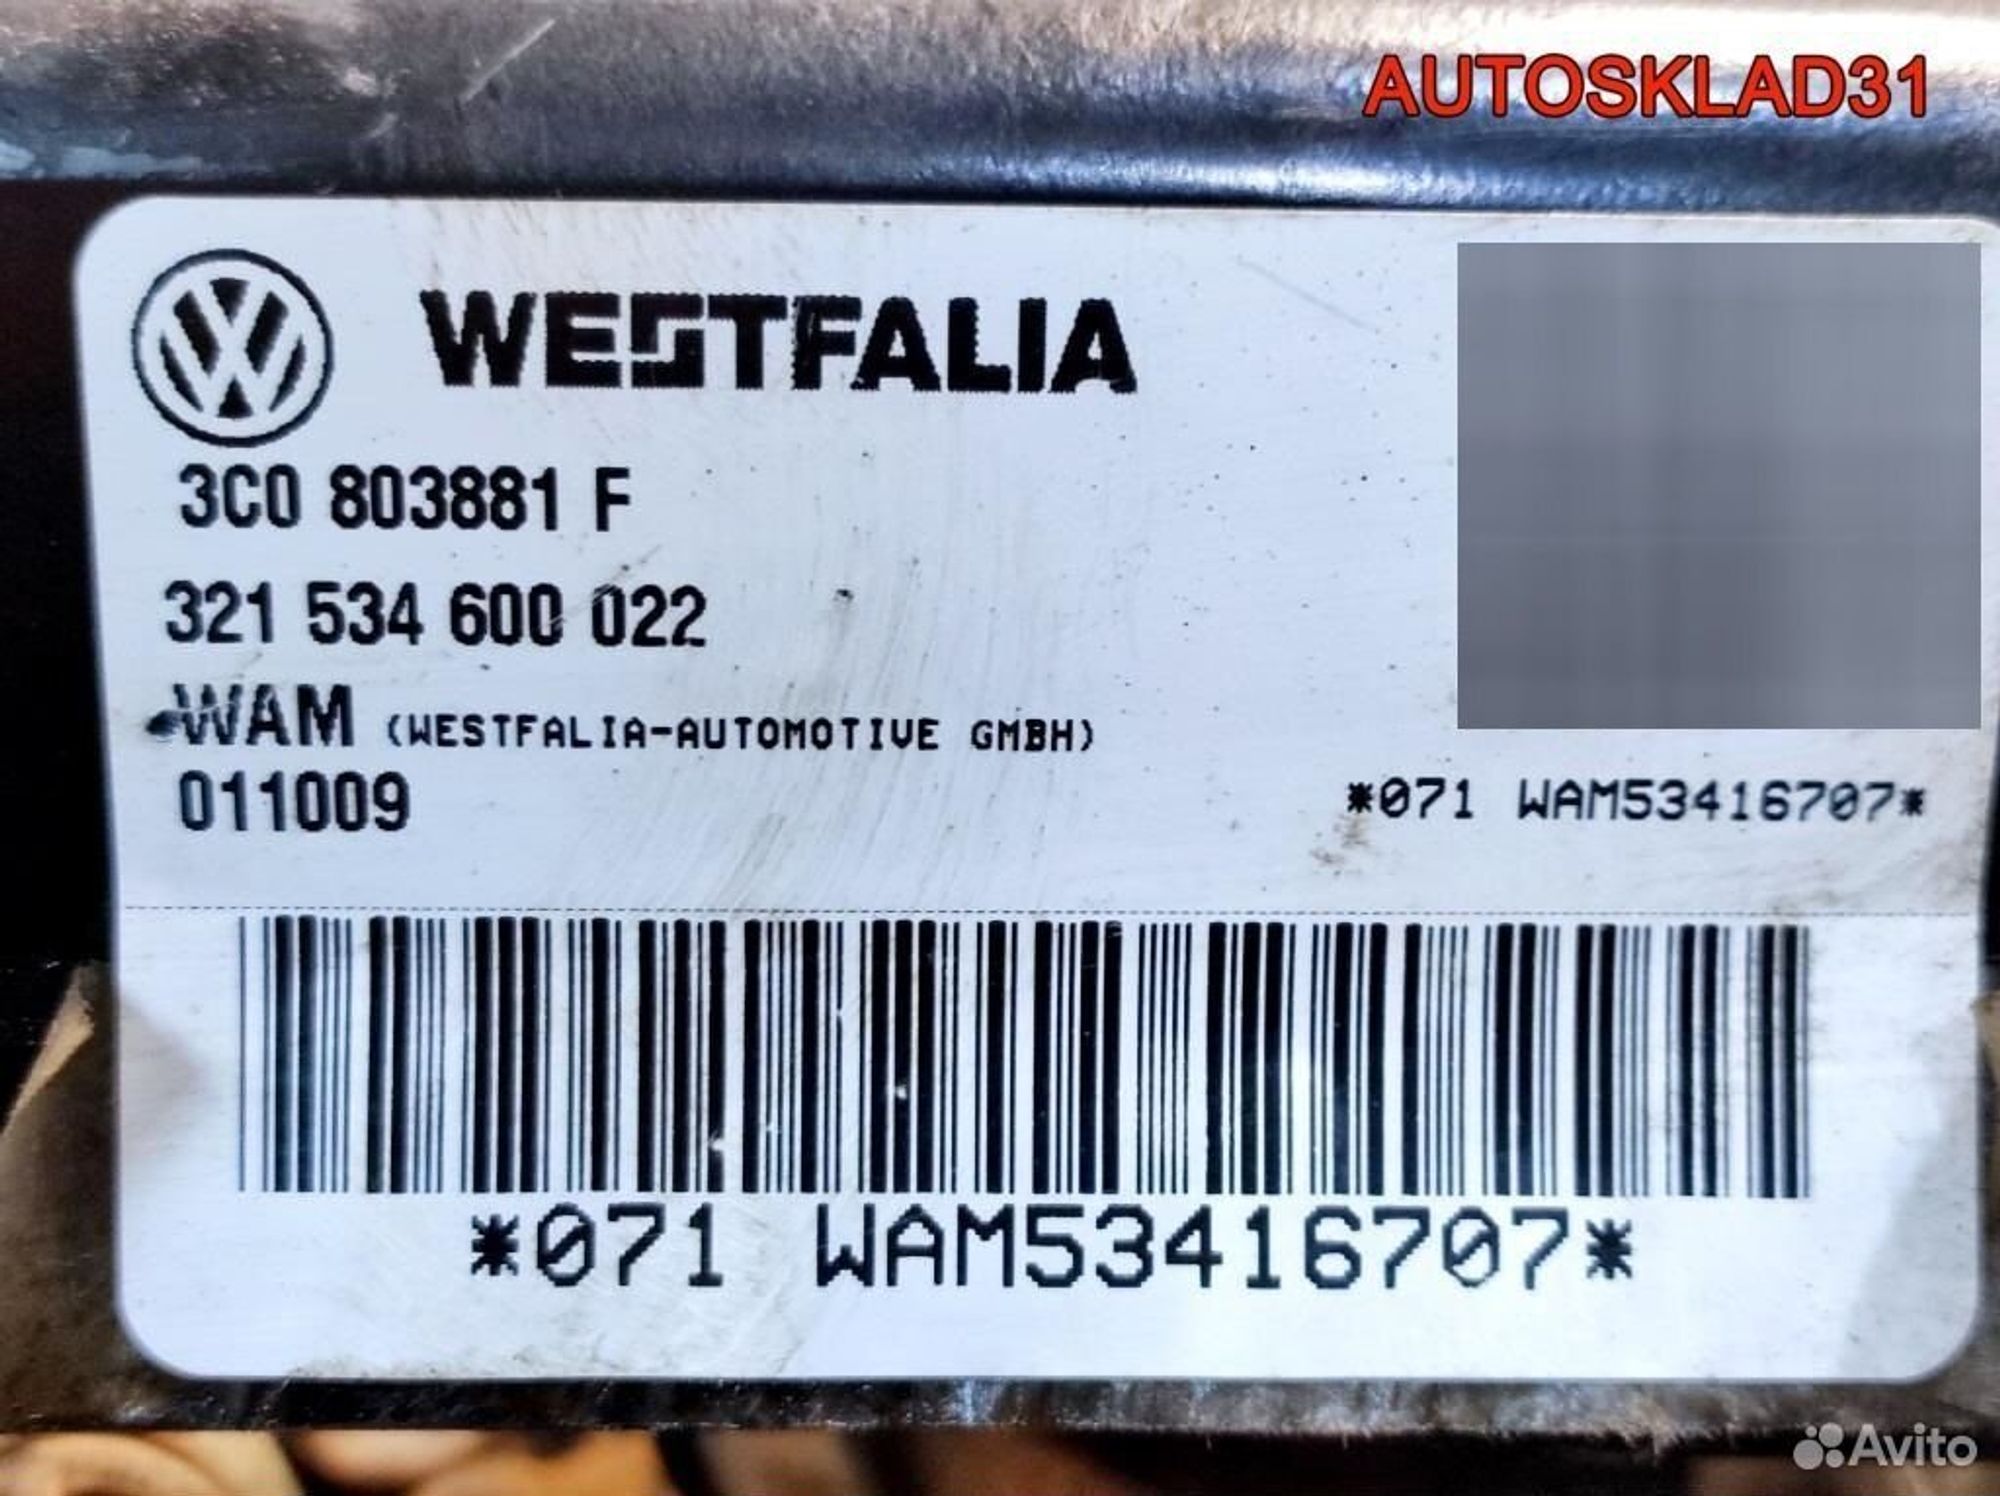 AUTOSKLAD31
WESTFALIA
3C0 803881 F
321 534 600 022
WAM (WESTFALIA-AUTOMOTIVE GMBH)
011009
*071 WAM53416707*
*071 WAM53416707*
Avito